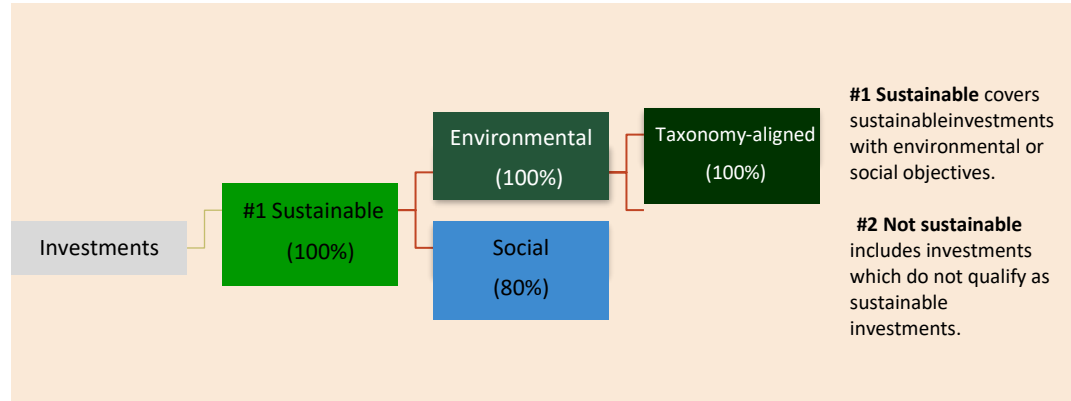 Investments
#1 Sustainable
(100%)
Environmental
(100%)
Social
(80%)
Taxonomy-aligned
(100%)
#1 Sustainable covers
sustainableinvestments
with environmental or
social objectives.
#2 Not sustainable
includes investments
which do not qualify as
sustainable
investments.